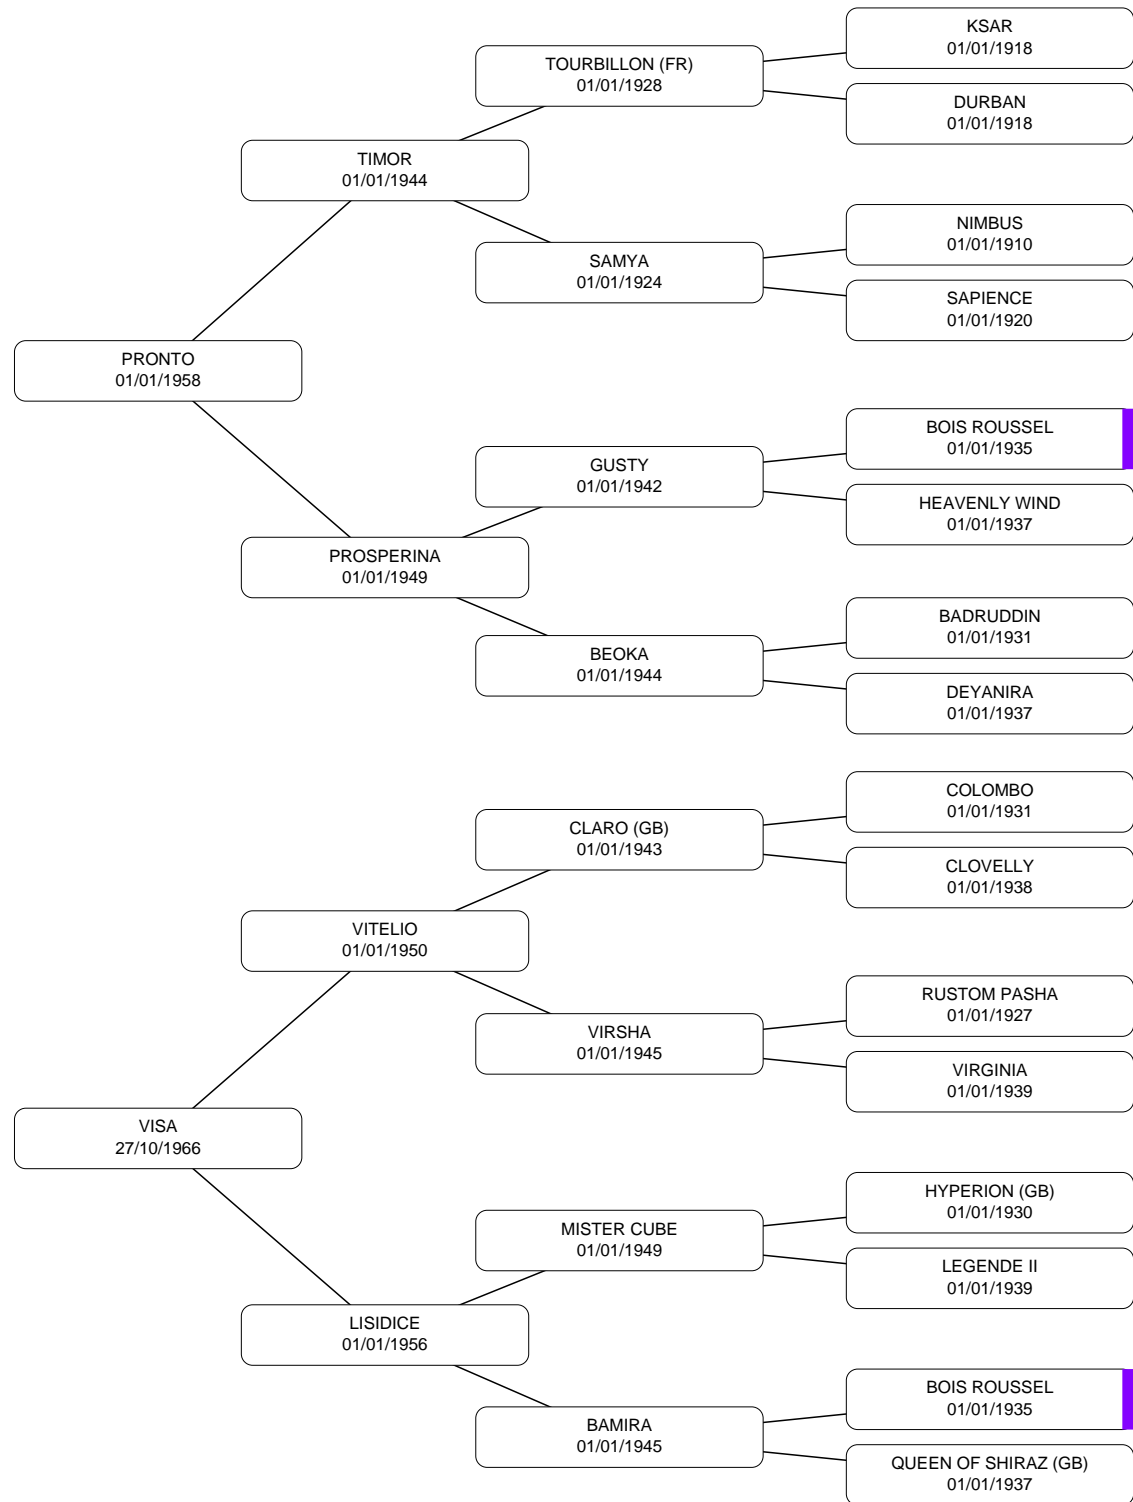 KSAR
01/01/1918
TOURBILLON (FR)
01/01/1928
DURBAN
01/01/1918
TIMOR
01/01/1944
NIMBUS
01/01/1910
SAMYA
01/01/1924
SAPIENCE
01/01/1920
PRONTO
01/01/1958
BOIS ROUSSEL
01/01/1935
GUSTY
01/01/1942
HEAVENLY WIND
01/01/1937
PROSPERINA
01/01/1949
BADRUDDIN
01/01/1931
BEOKA
01/01/1944
DEYANIRA
01/01/1937
COLOMBO
01/01/1931
CLARO (GB)
01/01/1943
CLOVELLY
01/01/1938
VITELIO
01/01/1950
RUSTOM PASHA
01/01/1927
VIRSHA
01/01/1945
VIRGINIA
01/01/1939
VISA
27/10/1966
HYPERION (GB)
01/01/1930
MISTER CUBE
01/01/1949
LEGENDE II
01/01/1939
LISIDICE
01/01/1956
BOIS ROUSSEL
01/01/1935
BAMIRA
01/01/1945
QUEEN OF SHIRAZ (GB)
01/01/1937